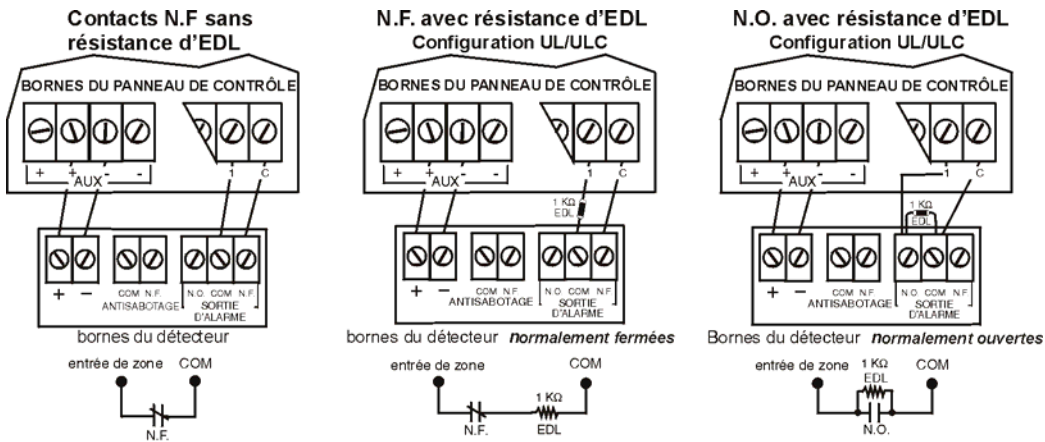 Contacts N.F sans
résistance d'EDL
BORNES DU PANNEAU DE CONTRÔLE
+ + - -
AUX
1 C
+ -
COM N.F.
ANTISABOTAGE
N.O. COM N.F.
SORTIE
D'ALARME
bornes du détecteur
entrée de zone COM
N.F.
N.F. avec résistance d'EDL
Configuration UL/ULC
BORNES DU PANNEAU DE CONTRÔLE
+ + - -
AUX
1 C
1 KΩ
EDL
+ -
COM N.F.
ANTISABOTAGE
N.O. COM N.F
SORTIE
D'ALARME
bornes du détecteur normalement fermées
entrée de zone COM
1 KΩ
N.F. EDL
N.O. avec résistance d'EDL
Configuration UL/ULC
BORNES DU PANNEAU DE CONTRÔLE
+ + - -
AUX
1 C
1 KΩ
EDL
+ -
COM N.F.
ANTISABOTAGE
N.O. COM N.F
SORTIE
D'ALARME
Bornes du détecteur normalement ouvertes
entrée de zone 1 KΩ COM
EDL
N.O.